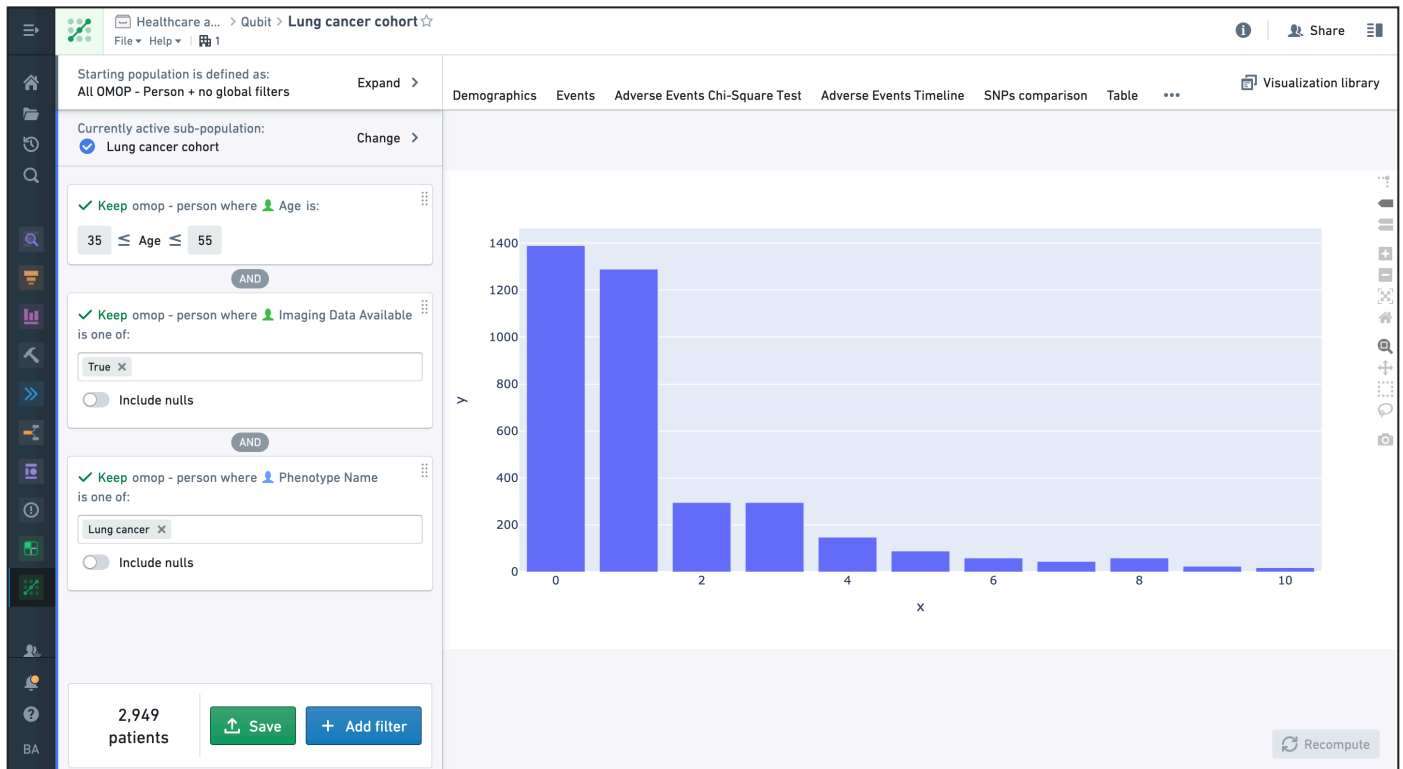 Healthcare a... > Qubit > Lung cancer cohort
File Help 1
Share
Starting population is defined as:
All OMOP - Person + no global filters
Expand
Currently active sub-population:
Lung cancer cohort
Change
Keep omop - person where Age is:
35 ≤ Age ≤ 55
AND
Keep omop - person where Imaging Data Available
is one of:
True
Include nulls
AND
Keep omop - person where Phenotype Name
is one of:
Lung cancer
Include nulls
2,949
patients
Save
+ Add filter
BA
Visualization library
Demographics Events Adverse Events Chi-Square Test Adverse Events Timeline SNPs comparison Table •••
1400
1200
1000
800
600
400
200
0
y
0 2 4 6 8 10
x
Recompute